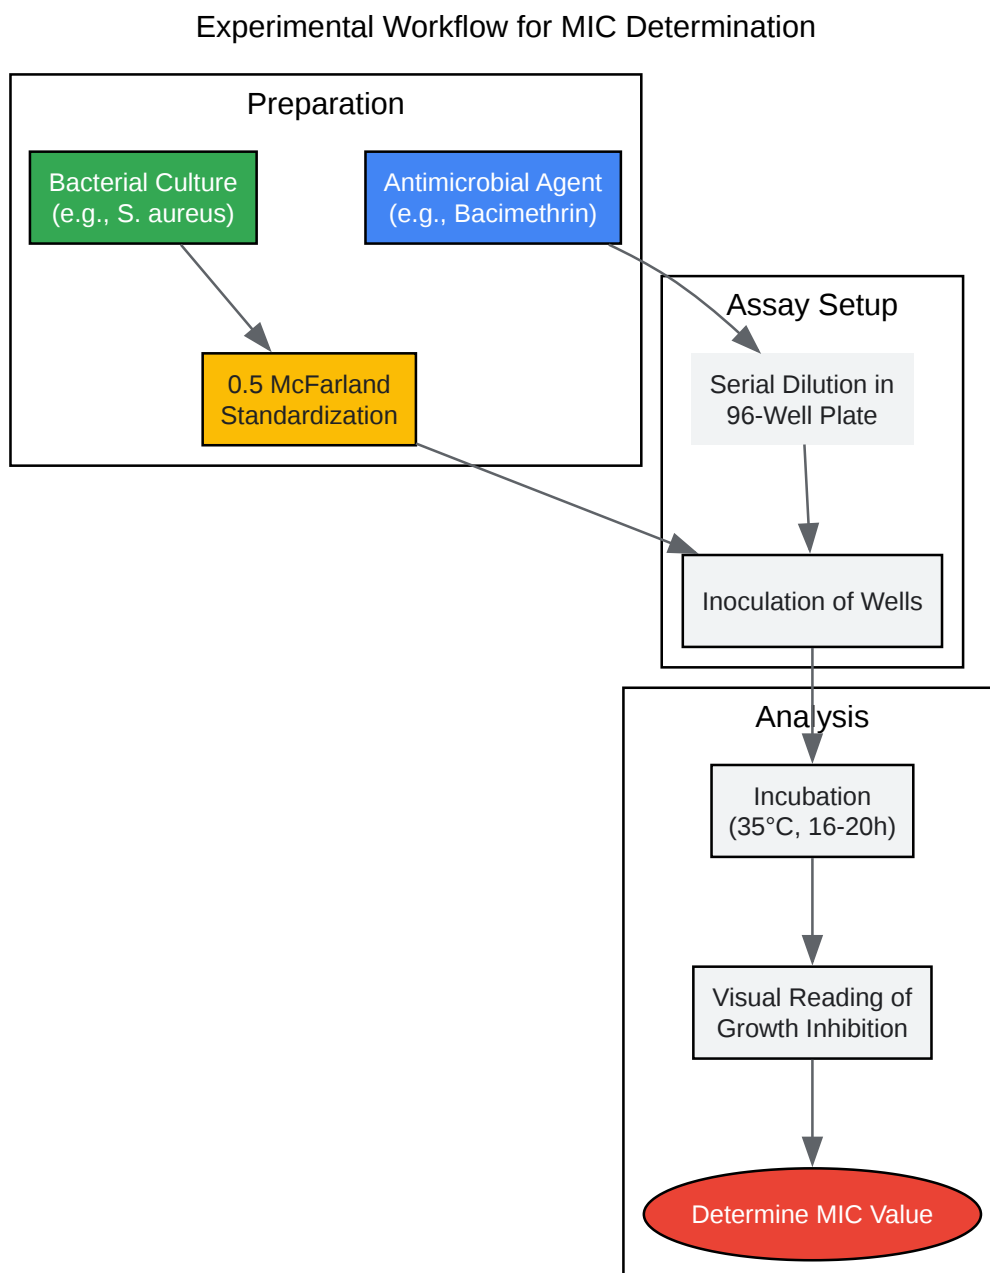 Experimental Workflow for MIC Determination
Preparation
Bacterial Culture
(e.g., S. aureus)
Antimicrobial Agent
(e.g., Bacimethrin)
0.5 McFarland
Standardization
Assay Setup
Serial Dilution in
96-Well Plate
Inoculation of Wells
Analysis
Incubation
(35°C, 16-20h)
Visual Reading of
Growth Inhibition
Determine MIC Value